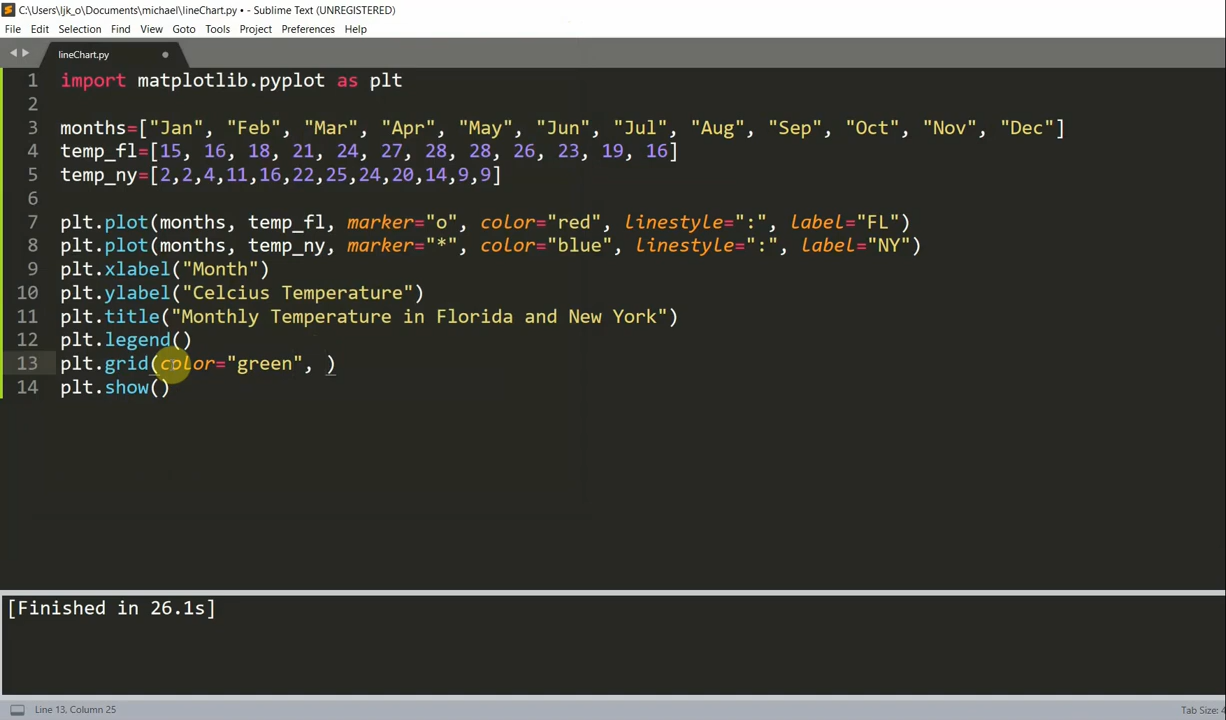 C:\Users\ljk_o\Documents\michael\lineChart.py • - Sublime Text (UNREGISTERED)
File Edit Selection Find View Goto Tools Project Preferences Help
lineChart.py
1 import matplotlib.pyplot as plt
2
3 months=["Jan", "Feb", "Mar", "Apr", "May", "Jun", "Jul", "Aug", "Sep", "Oct", "Nov", "Dec"]
4 temp_fl=[15, 16, 18, 21, 24, 27, 28, 28, 26, 23, 19, 16]
5 temp_ny=[2,2,4,11,16,22,25,24,20,14,9,9]
6
7 plt.plot(months, temp_fl, marker="o", color="red", linestyle=":", label="FL")
8 plt.plot(months, temp_ny, marker="*", color="blue", linestyle=":", label="NY")
9 plt.xlabel("Month")
10 plt.ylabel("Celcius Temperature")
11 plt.title("Monthly Temperature in Florida and New York")
12 plt.legend()
13 plt.grid(color="green", )
14 plt.show()
[Finished in 26.1s]
Line 13, Column 25
Tab Size: 4